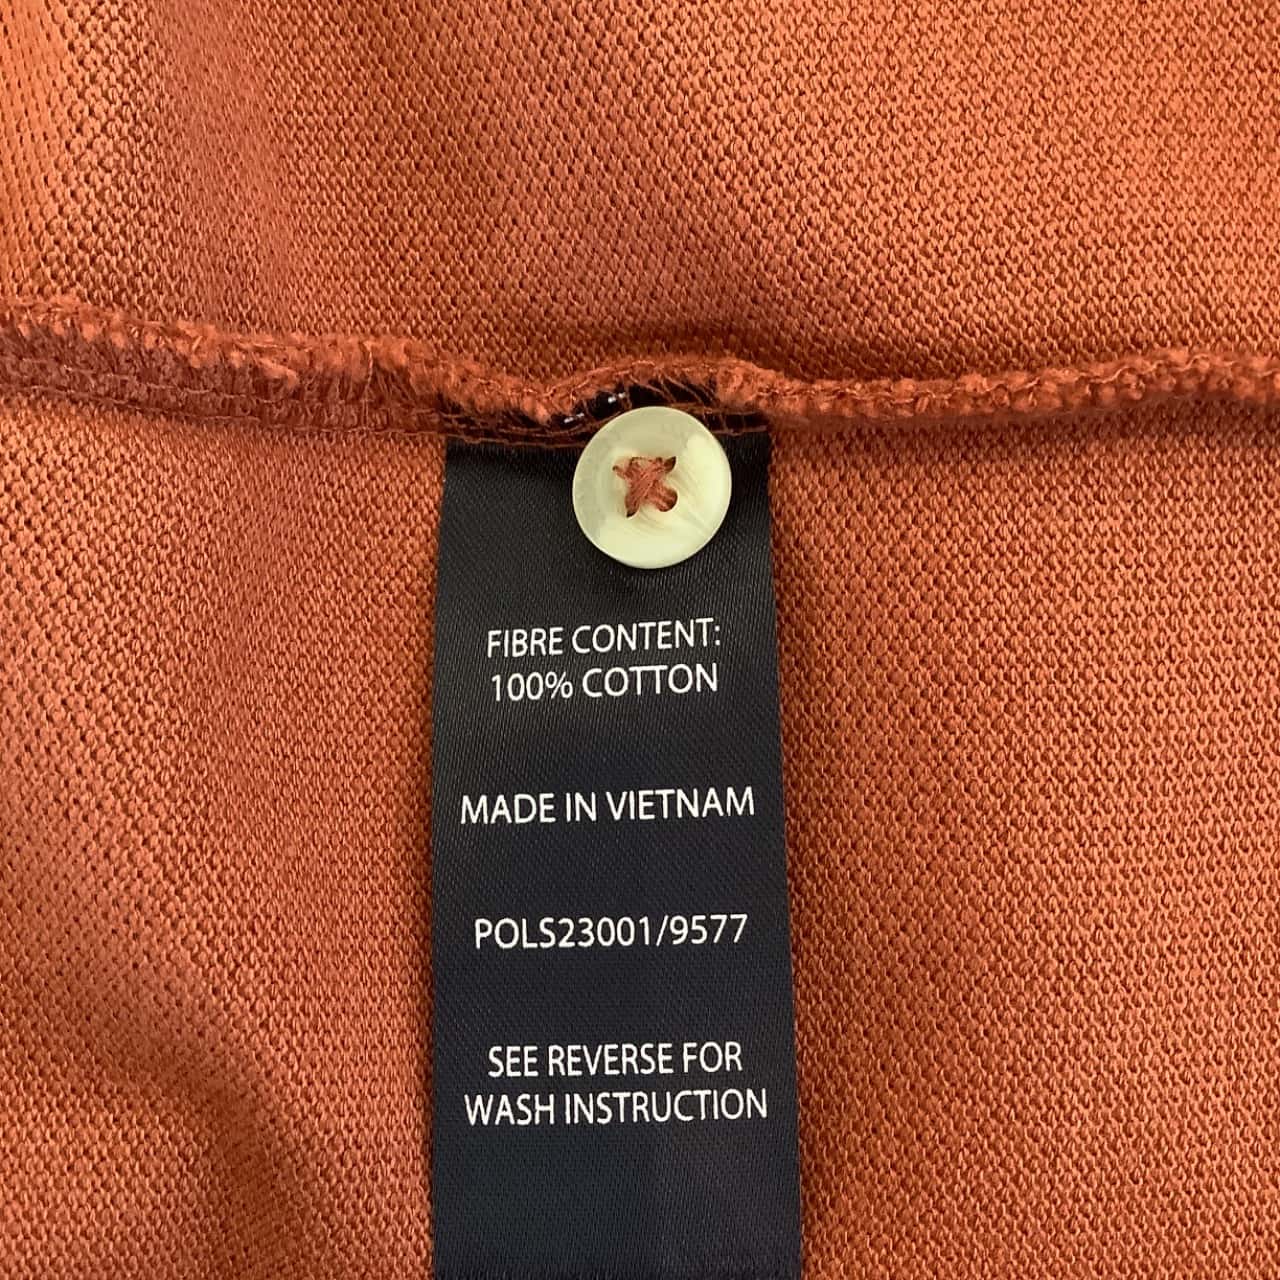 FIBRE CONTENT:
100% COTTON
MADE IN VIETNAM
POLS23001/9577
SEE REVERSE FOR
WASH INSTRUCTION